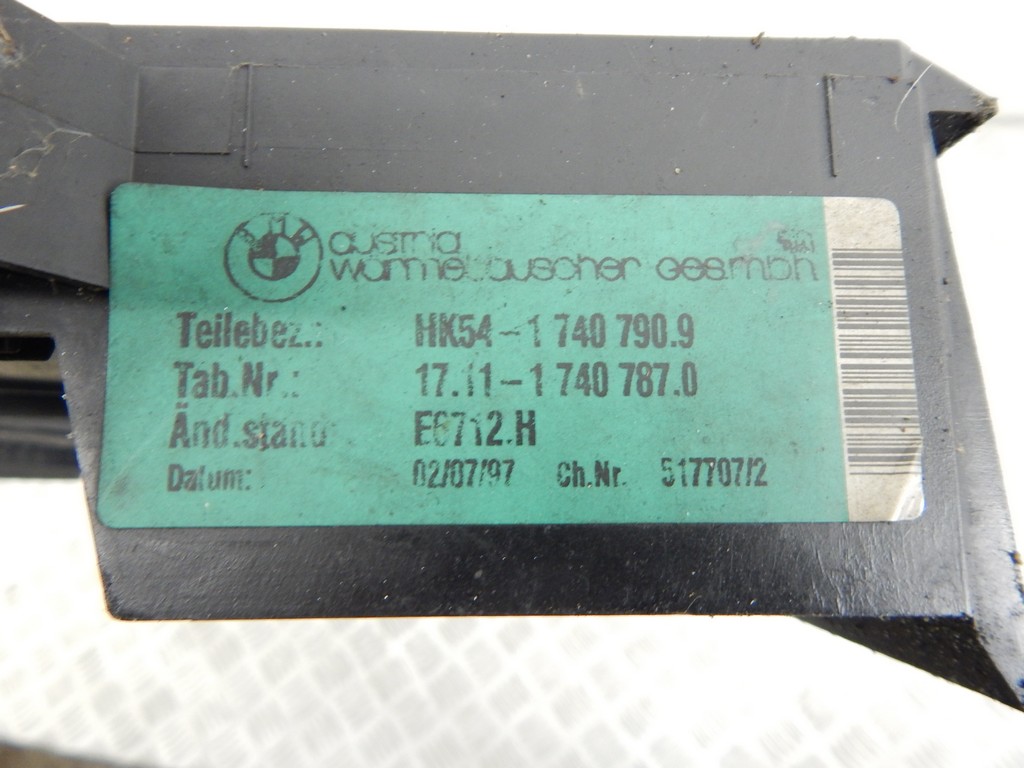 BMW
austria
wärmetauscher ges.mbh
Teilebez.: HK54-1 740 790.9
Tab.Nr.: 17.11-1 740 787.0
Änd.stand: E6712.H
Datum: 02/07/97 Ch.Nr. 517707/2